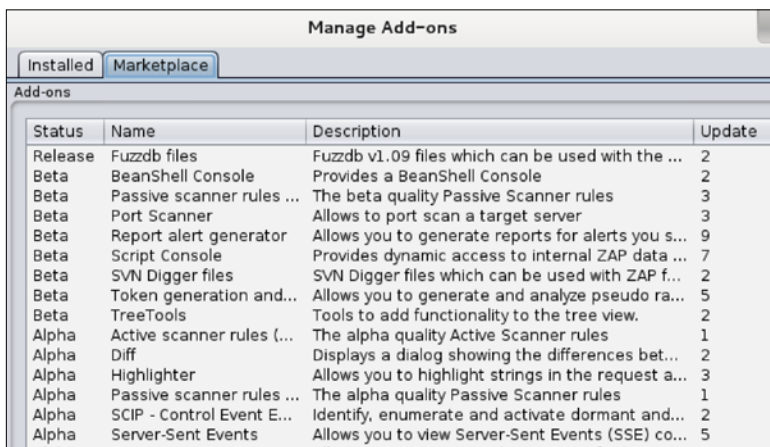 Manage Add-ons
Installed Marketplace
Add-ons
Status Name Description Update
Release Fuzzdb files Fuzzdb v1.09 files which can be used with the ... 2
Beta BeanShell Console Provides a BeanShell Console 2
Beta Passive scanner rules ... The beta quality Passive Scanner rules 3
Beta Port Scanner Allows to port scan a target server 3
Beta Report alert generator Allows you to generate reports for alerts you s... 9
Beta Script Console Provides dynamic access to internal ZAP data ... 7
Beta SVN Digger files SVN Digger files which can be used with ZAP f... 2
Beta Token generation and... Allows you to generate and analyze pseudo ra... 5
Beta TreeTools Tools to add functionality to the tree view. 2
Alpha Active scanner rules (... The alpha quality Active Scanner rules 1
Alpha Diff Displays a dialog showing the differences bet... 2
Alpha Highlighter Allows you to highlight strings in the request a... 3
Alpha Passive scanner rules ... The alpha quality Passive Scanner rules 1
Alpha SCIP - Control Event E... Identify, enumerate and activate dormant and... 2
Alpha Server-Sent Events Allows you to view Server-Sent Events (SSE) co... 5